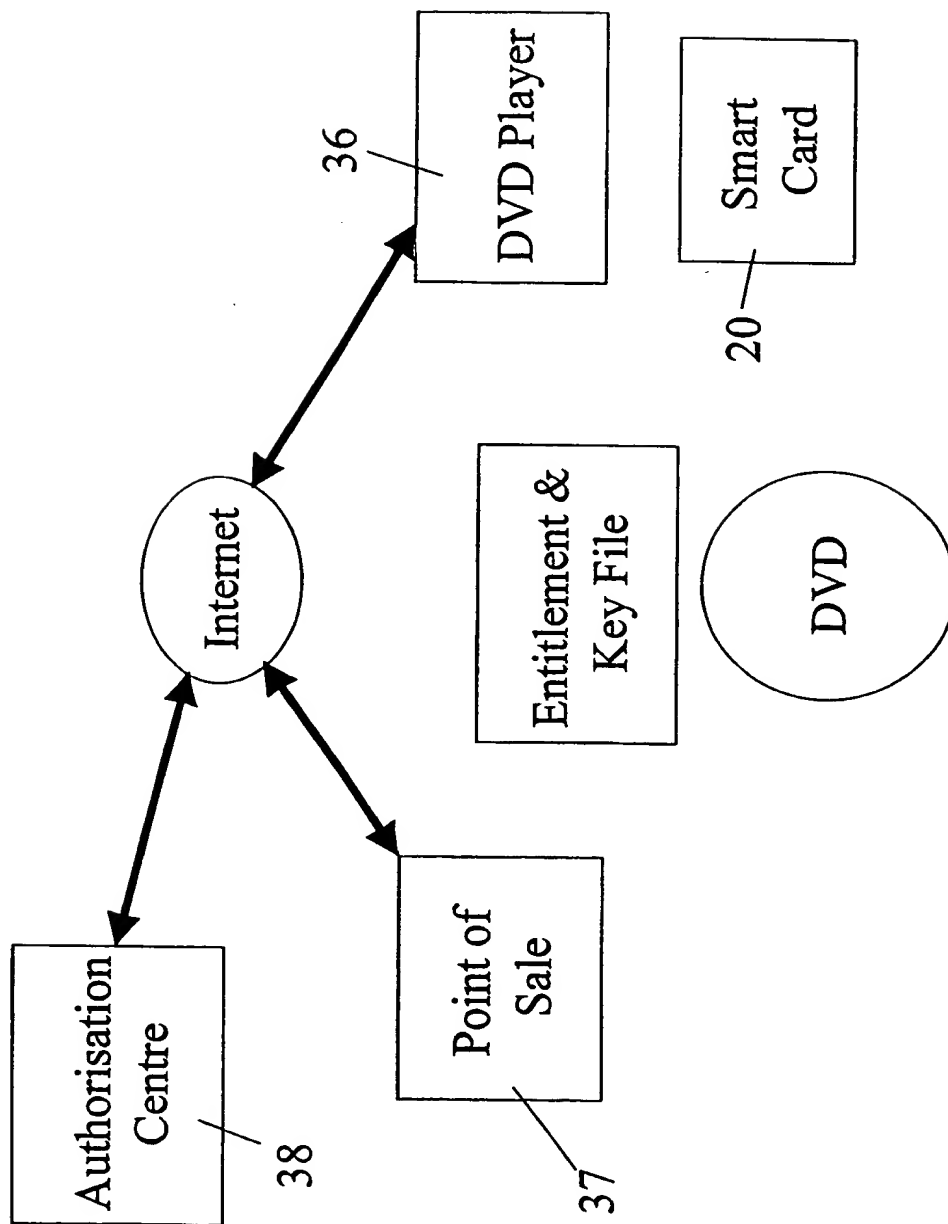 Authorisation
Centre
38
Internet
36
DVD Player
Point of
Sale
37
Entitlement &
Key File
DVD
Smart
Card
20